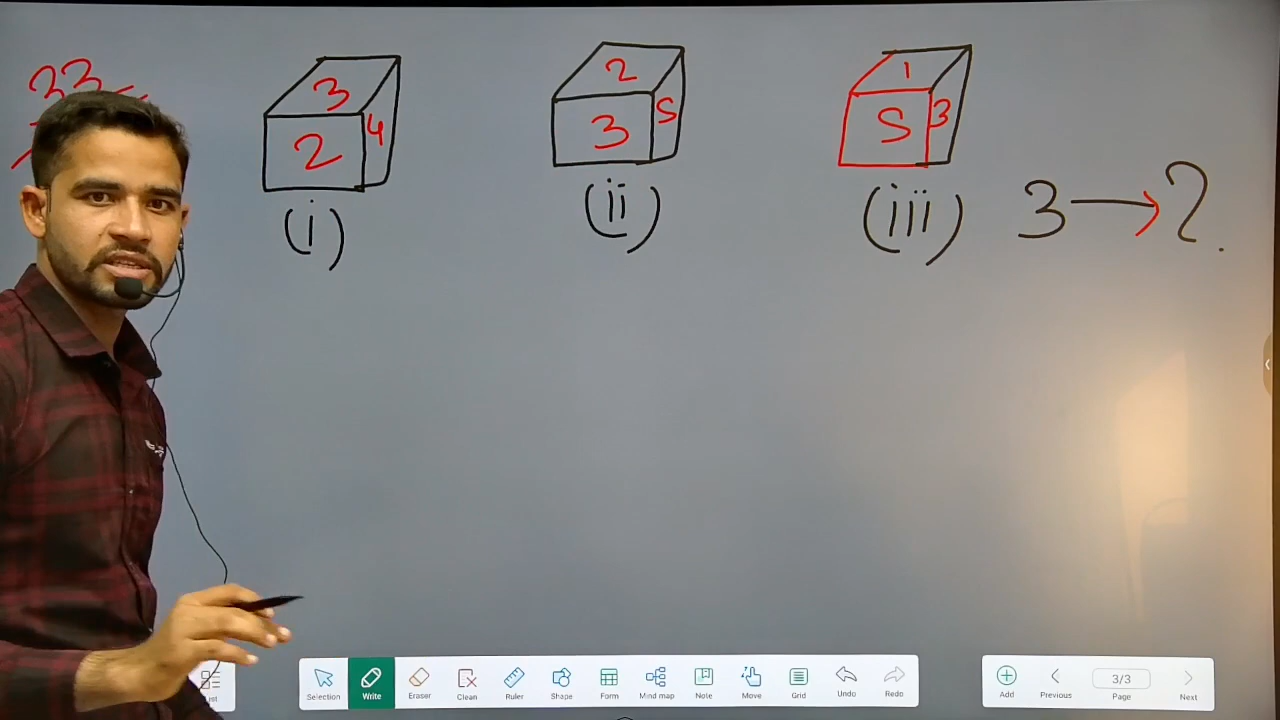 33
3
2
4
(i)
2
3
5
(ii)
1
5
3
(iii)
3 → ?
Selection
Write
Eraser
Clean
Ruler
Shape
Form
Mind map
Note
Move
Grid
Undo
Redo
Add
Previous
3/3
Page
Next